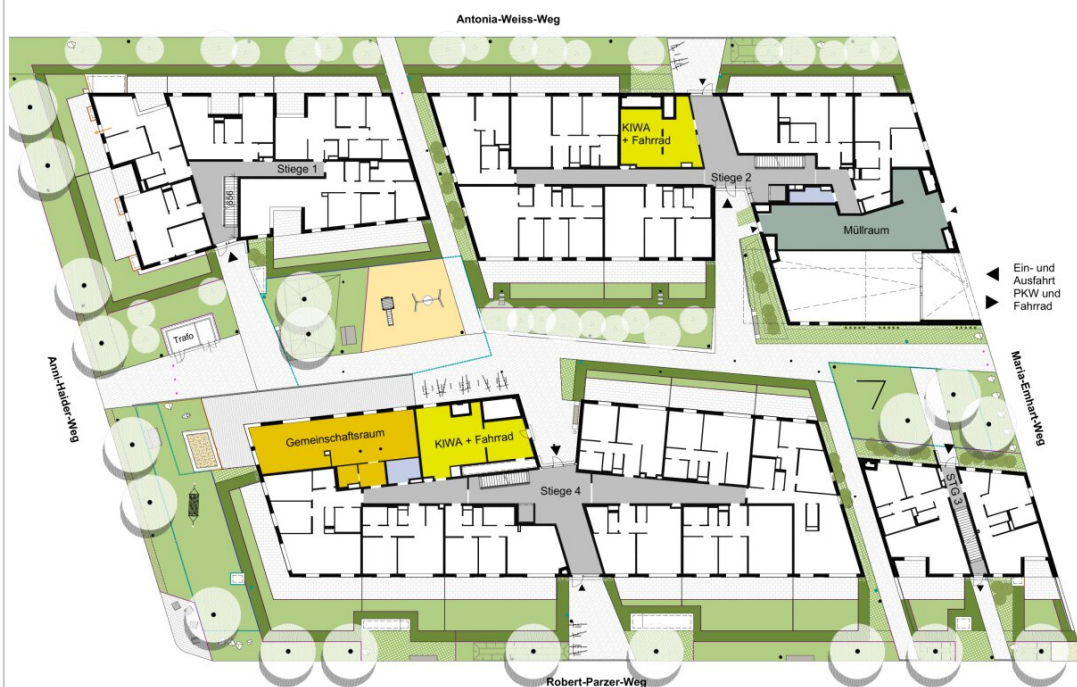 Antonia-Weiss-Weg
KIWA
+ Fahrrad
Stiege 1
Stiege 2
856
Müllraum
Ein- und
Ausfahrt
PKW und
Fahrrad
Trafo
Anni-Haider-Weg
Maria-Emhart-Weg
Gemeinschaftsraum
KIWA + Fahrrad
Stiege 4
STG 3
Robert-Parzer-Weg